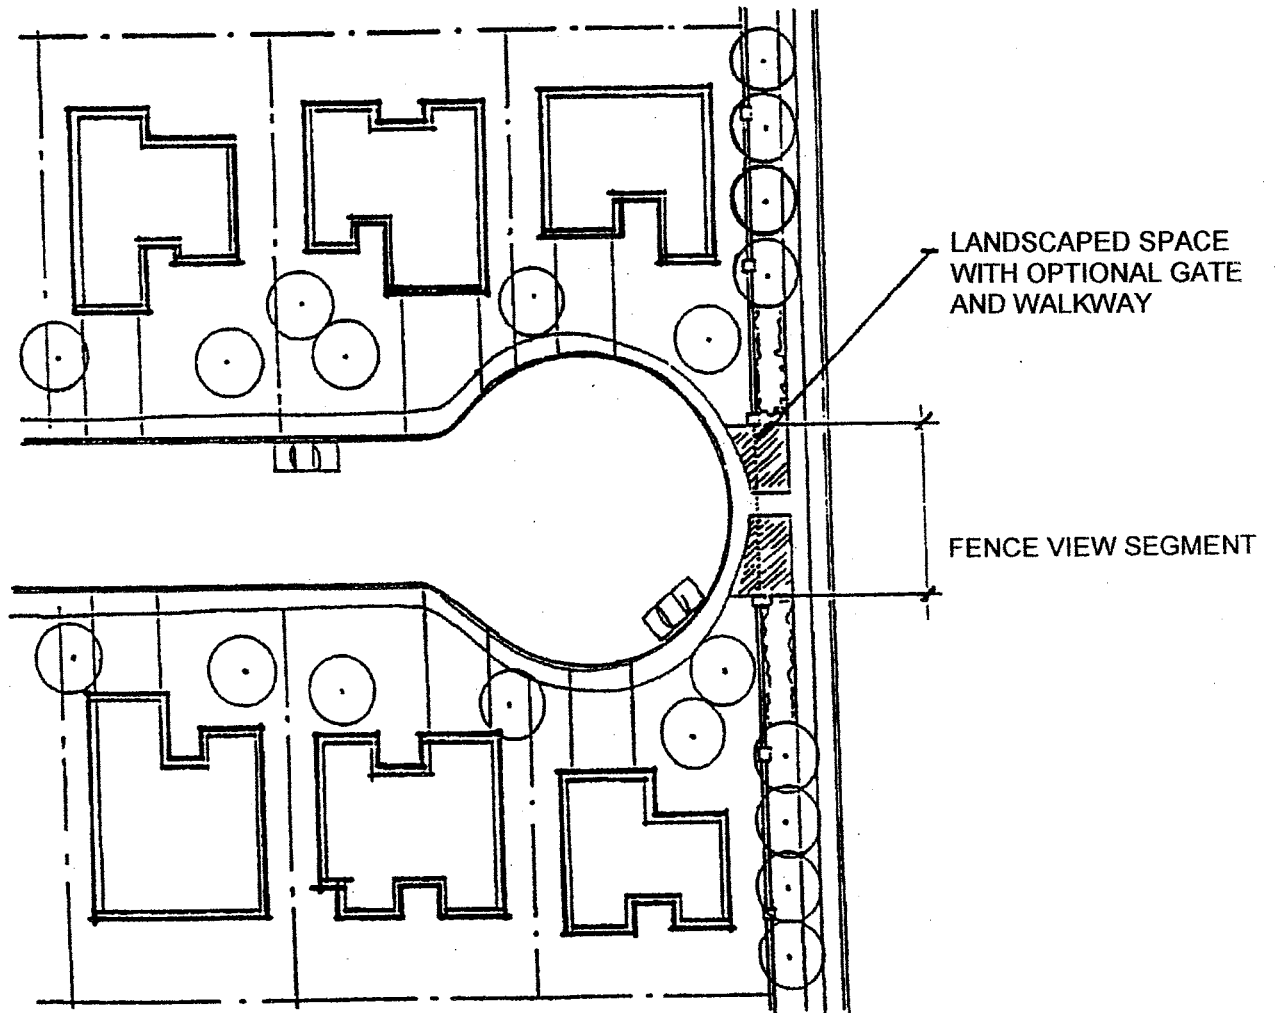 LANDSCAPED SPACE
WITH OPTIONAL GATE
AND WALKWAY
FENCE VIEW SEGMENT